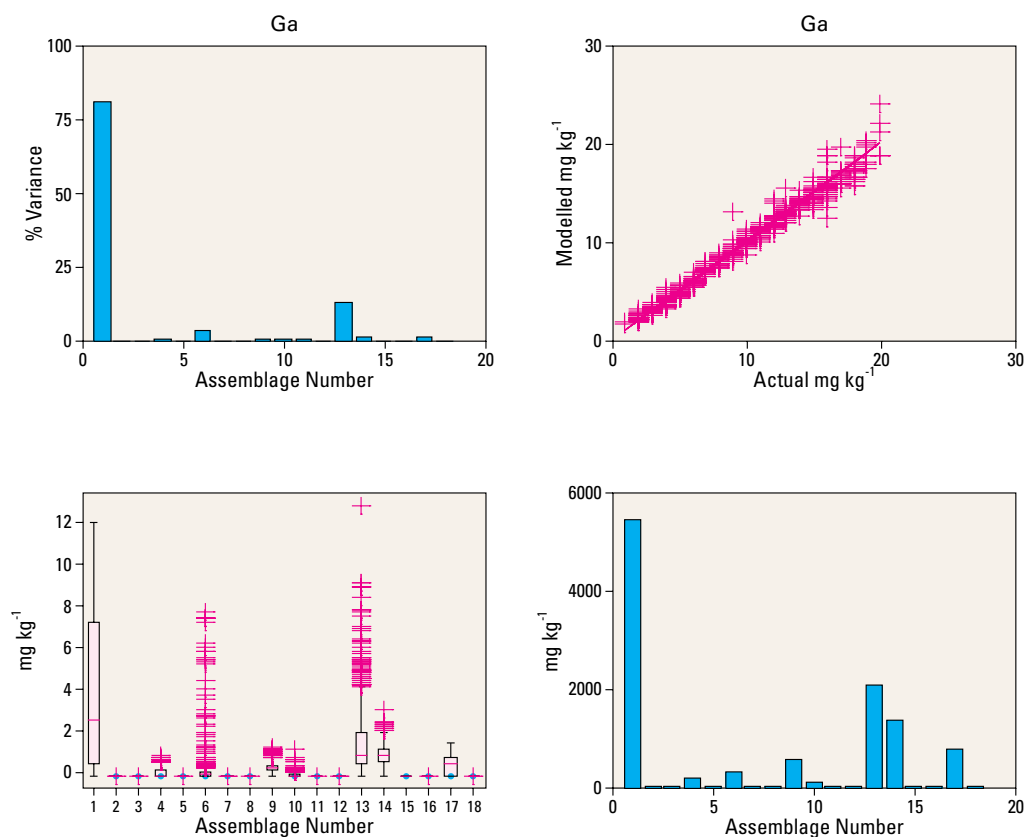 Ga
100
75
50
25
0
% Variance
0 5 10 15 20
Assemblage Number
Ga
30
20
10
0
Modelled mg kg⁻¹
0 10 20 30
Actual mg kg⁻¹
12
10
8
6
4
2
0
mg kg⁻¹
1 2 3 4 5 6 7 8 9 10 11 12 13 14 15 16 17 18
Assemblage Number
6000
4000
2000
0
mg kg⁻¹
0 5 10 15 20
Assemblage Number